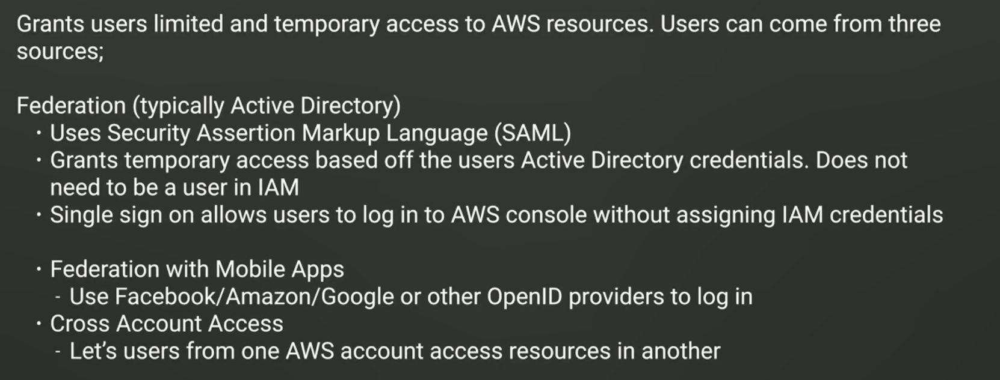 Grants users limited and temporary access to AWS resources. Users can come from three
sources;
Federation (typically Active Directory)
• Uses Security Assertion Markup Language (SAML)
• Grants temporary access based off the users Active Directory credentials. Does not
need to be a user in IAM
• Single sign on allows users to log in to AWS console without assigning IAM credentials
• Federation with Mobile Apps
- Use Facebook/Amazon/Google or other OpenID providers to log in
• Cross Account Access
- Let’s users from one AWS account access resources in another